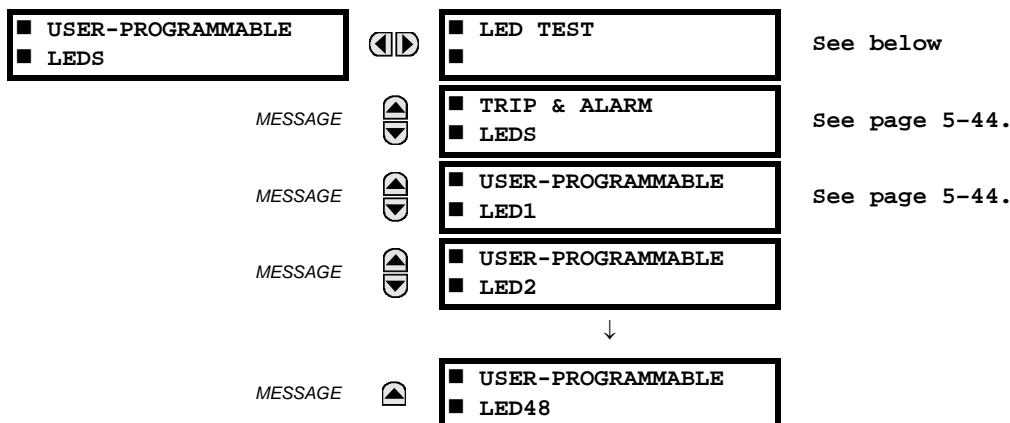 ■ USER-PROGRAMMABLE
■ LEDS
■ LED TEST
■
See below
MESSAGE
■ TRIP & ALARM
■ LEDS
See page 5–44.
MESSAGE
■ USER-PROGRAMMABLE
■ LED1
See page 5–44.
MESSAGE
■ USER-PROGRAMMABLE
■ LED2
↓
MESSAGE
■ USER-PROGRAMMABLE
■ LED48